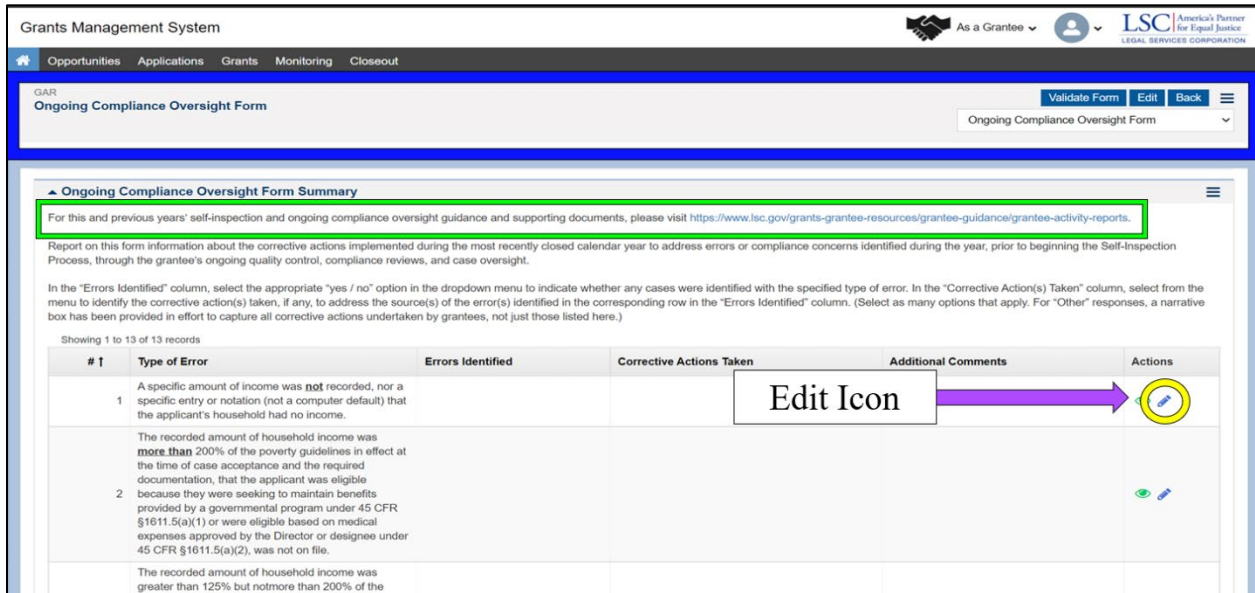 Grants Management System
As a Grantee
LSC America's Partner
for Equal Justice
LEGAL SERVICES CORPORATION
Opportunities Applications Grants Monitoring Closeout
GAR
Ongoing Compliance Oversight Form
Validate Form Edit Back
Ongoing Compliance Oversight Form
Ongoing Compliance Oversight Form Summary
For this and previous years' self-inspection and ongoing compliance oversight guidance and supporting documents, please visit https://www.lsc.gov/grants-grantee-resources/grantee-guidance/grantee-activity-reports.
Report on this form information about the corrective actions implemented during the most recently closed calendar year to address errors or compliance concerns identified during the year, prior to beginning the Self-Inspection
Process, through the grantee's ongoing quality control, compliance reviews, and case oversight.
In the "Errors Identified" column, select the appropriate "yes / no" option in the dropdown menu to indicate whether any cases were identified with the specified type of error. In the "Corrective Action(s) Taken" column, select from the
menu to identify the corrective action(s) taken, if any, to address the source(s) of the error(s) identified in the corresponding row in the "Errors Identified" column. (Select as many options that apply. For "Other" responses, a narrative
box has been provided in effort to capture all corrective actions undertaken by grantees, not just those listed here.)
Showing 1 to 13 of 13 records
# Type of Error Errors Identified Corrective Actions Taken Additional Comments Actions
A specific amount of income was not recorded, nor a
1 specific entry or notation (not a computer default) that
the applicant's household had no income.
Edit Icon
The recorded amount of household income was
more than 200% of the poverty guidelines in effect at
the time of case acceptance and the required
documentation, that the applicant was eligible
2 because they were seeking to maintain benefits
provided by a governmental program under 45 CFR
§1611.5(a)(1) or were eligible based on medical
expenses approved by the Director or designee under
45 CFR §1611.5(a)(2), was not on file.
The recorded amount of household income was
greater than 125% but notmore than 200% of the